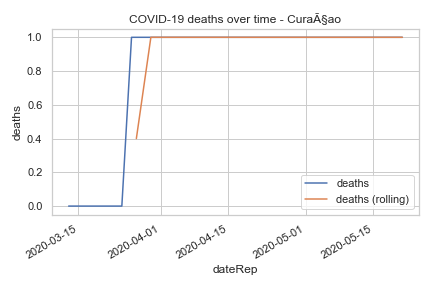 COVID-19 deaths over time - CuraÃ§ao
deaths
1.0
0.8
0.6
0.4
0.2
0.0
deaths
deaths (rolling)
2020-03-15
2020-04-01
2020-04-15
2020-05-01
2020-05-15
dateRep